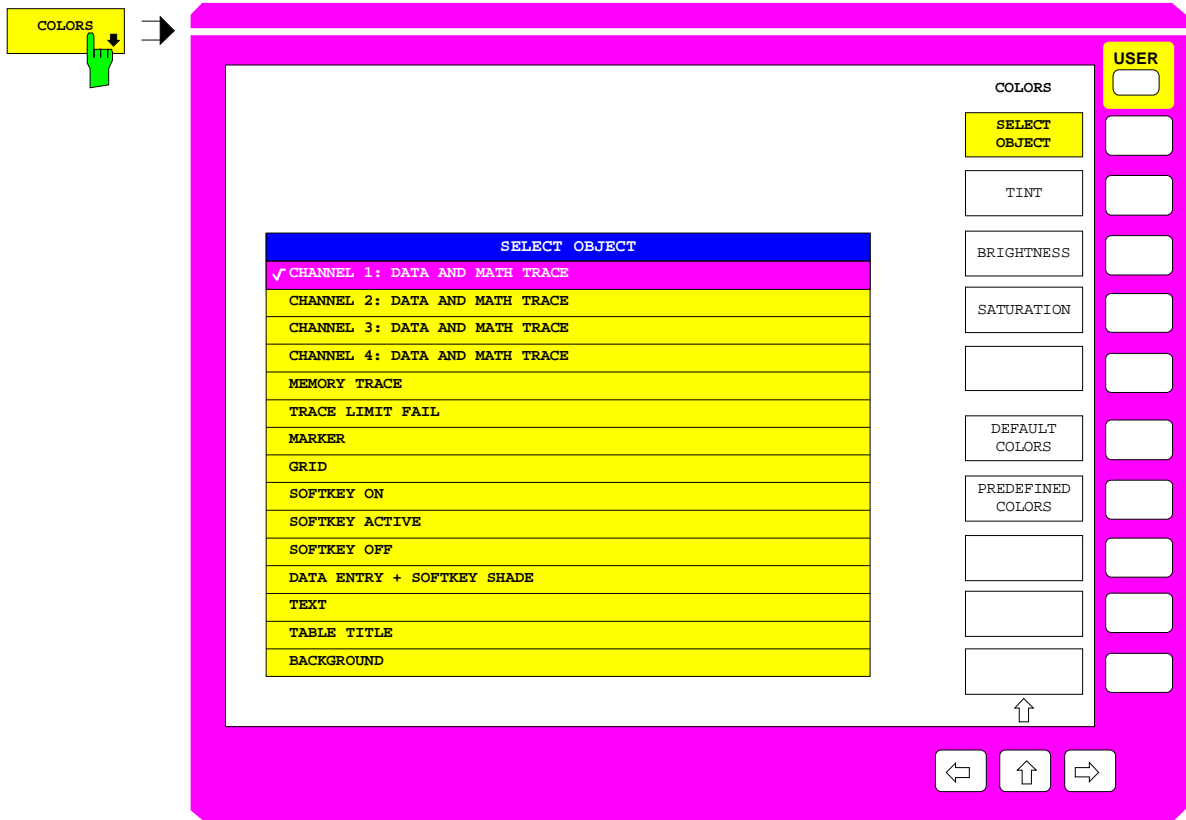 COLORS
USER
COLORS
SELECT
OBJECT
TINT
BRIGHTNESS
SATURATION
DEFAULT
COLORS
PREDEFINED
COLORS
SELECT OBJECT
√ CHANNEL 1: DATA AND MATH TRACE
CHANNEL 2: DATA AND MATH TRACE
CHANNEL 3: DATA AND MATH TRACE
CHANNEL 4: DATA AND MATH TRACE
MEMORY TRACE
TRACE LIMIT FAIL
MARKER
GRID
SOFTKEY ON
SOFTKEY ACTIVE
SOFTKEY OFF
DATA ENTRY + SOFTKEY SHADE
TEXT
TABLE TITLE
BACKGROUND